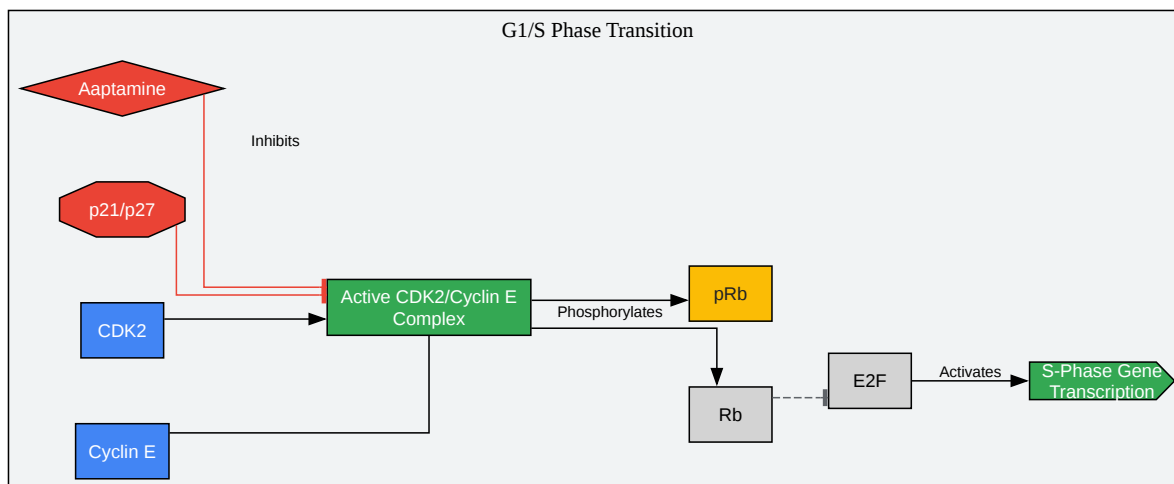 G1/S Phase Transition
Aaptamine
Inhibits
p21/p27
Active CDK2/Cyclin E
Complex
pRb
Phosphorylates
CDK2
E2F
Activates
S-Phase Gene
Transcription
Rb
Cyclin E